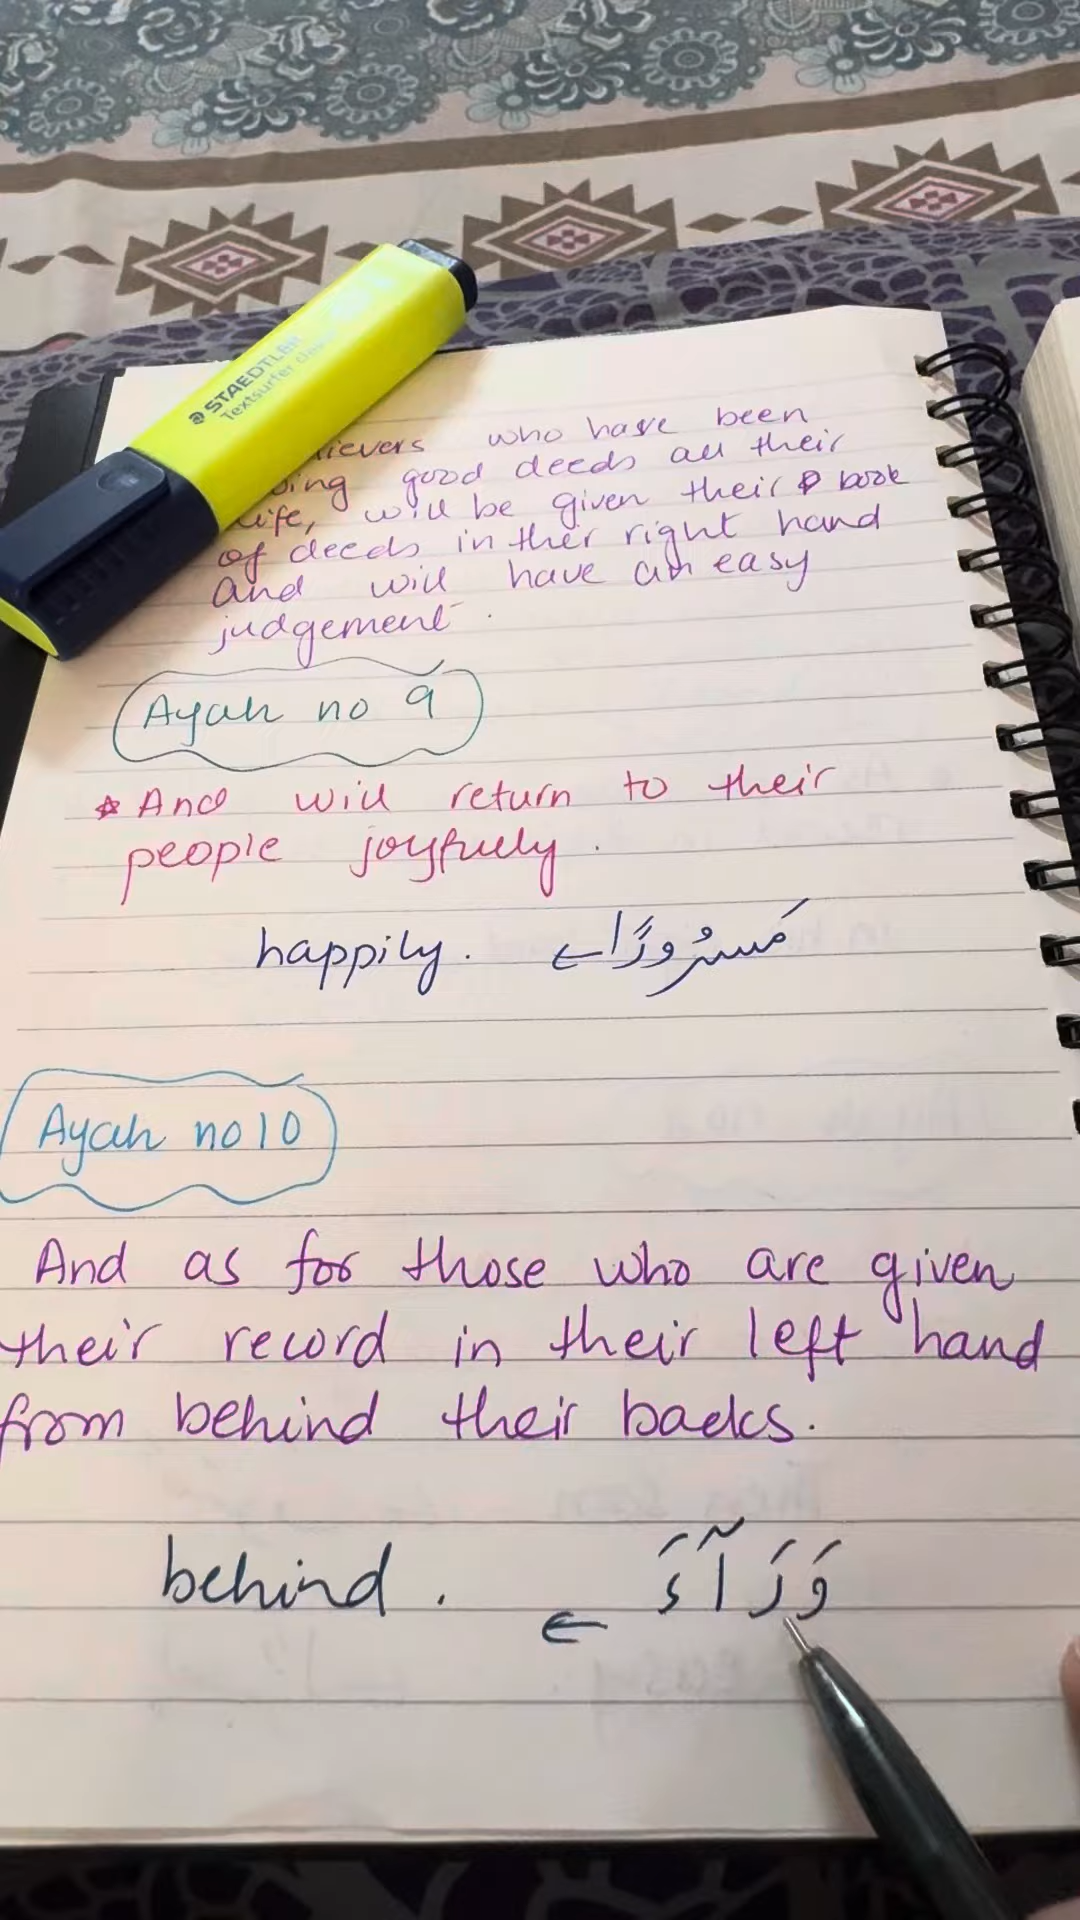 STAEDTLER
Textsurfer
who have been
good deeds all their
life, will be given their book
of deeds in ther right hand
and will have an easy
judgement.
Ayah no 9
And will return to their
people joyfully.
happily. ← مَسْرُورًا
Ayah no 10
And as for those who are given
their record in their left hand
from behind their backs.
behind. ← وَرَآءَ